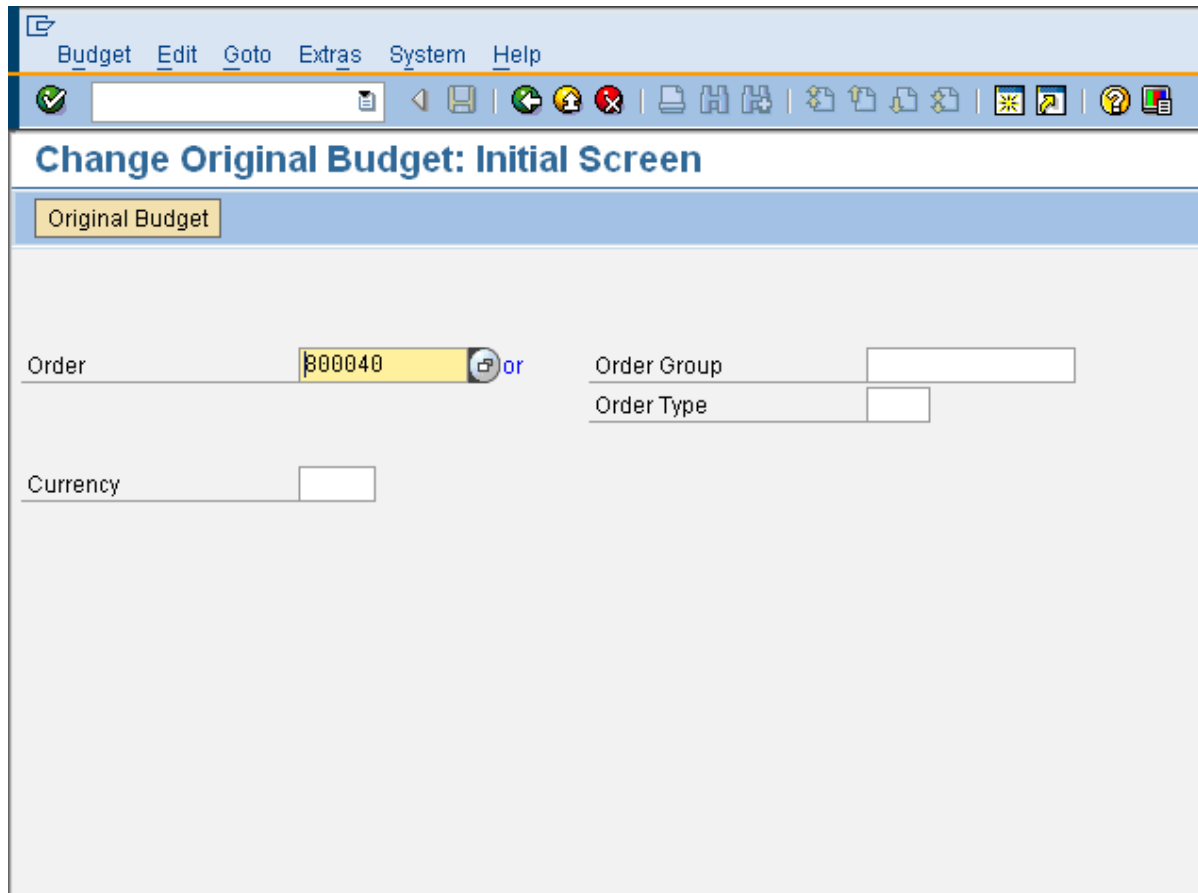 Budget Edit Goto Extras System Help
Change Original Budget: Initial Screen
Original Budget
Order 800040 or Order Group
Order Type
Currency